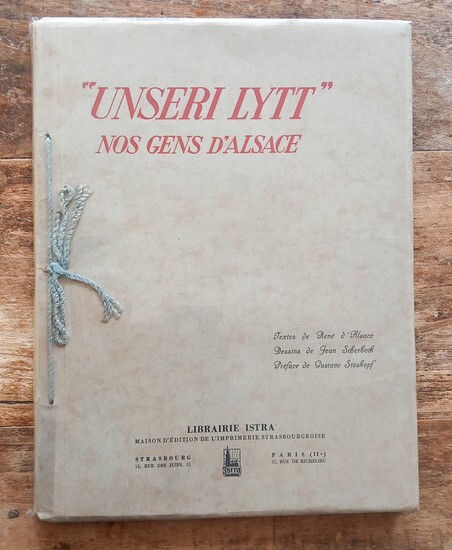 "UNSERI LYTT"
NOS GENS D'ALSACE
Textes de René d'Alsace
Dessins de Jean Scherbeck
Préface de Gustave Stoskopf
LIBRAIRIE ISTRA
MAISON D'ÉDITION DE L'IMPRIMERIE STRASBOURGEOISE
STRASBOURG
15, RUE DES JUIFS, 15
ISTRA
PARIS (IIe)
57, RUE DE RICHELIEU